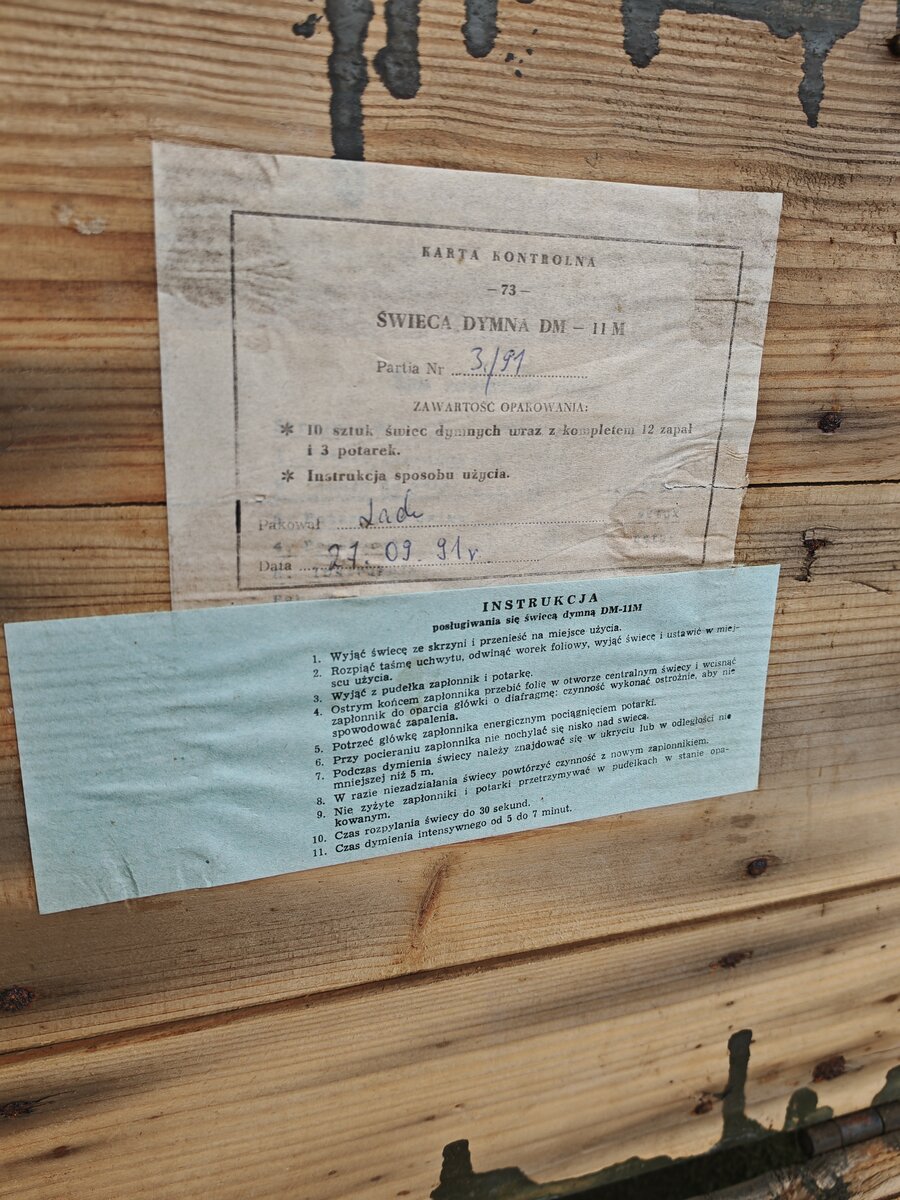 KARTA KONTROLNA
— 73 —
ŚWIECA DYMNA DM — 11 M
Partia Nr 3/91
ZAWARTOŚĆ OPAKOWANIA:
* 10 sztuk świec dymnych wraz z kompletem 12 zapał
i 3 potarek.
* Instrukcja sposobu użycia.
Pakował
Data 27. 09 91 r
INSTRUKCJA
posługiwania się świecą dymną DM-11M
1. Wyjąć świecę ze skrzyni i przenieść na miejsce użycia.
2. Rozpiąć taśmę uchwytu, odwinąć worek foliowy, wyjąć świecę i ustawić w miej-
scu użycia.
3. Wyjąć z pudełka zapłonnik i potarkę.
4. Ostrym końcem zapłonnika przebić folię w otworze centralnym świecy i wcisnąć
zapłonnik do oparcia główki o diafragmę; czynność wykonać ostrożnie, aby nie
spowodować zapalenia.
5. Potrzeć główkę zapłonnika energicznym pociągnięciem potarki.
6. Przy pocieraniu zapłonnika nie nochylać się nisko nad świecą.
7. Podczas dymienia świecy należy znajdować się w ukryciu lub w odległości nie
mniejszej niż 5 m.
8. W razie niezadziałania świecy powtórzyć czynność z nowym zapłonnikiem.
9. Nie zyżyte zapłonniki i potarki przetrzymywać w pudełkach w stanie opa-
kowanym.
10. Czas rozpylania świecy do 30 sekund.
11. Czas dymienia intensywnego od 5 do 7 minut.